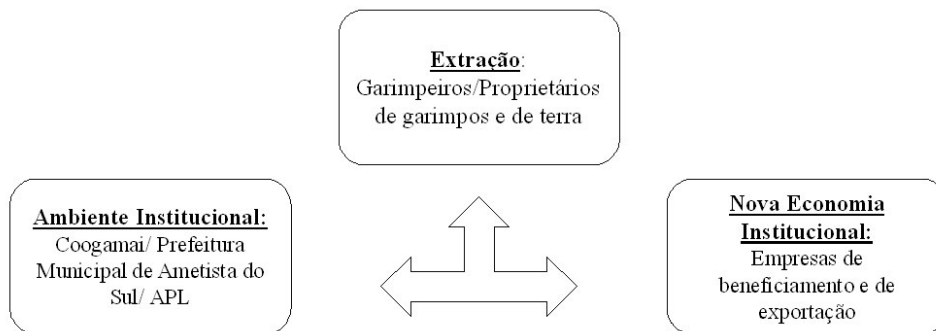 Extração:
Garimpeiros/Proprietários
de garimpos e de terra
Ambiente Institucional:
Coogamai/ Prefeitura
Municipal de Ametista do
Sul/ APL
Nova Economia
Institucional:
Empresas de
beneficiamento e de
exportação